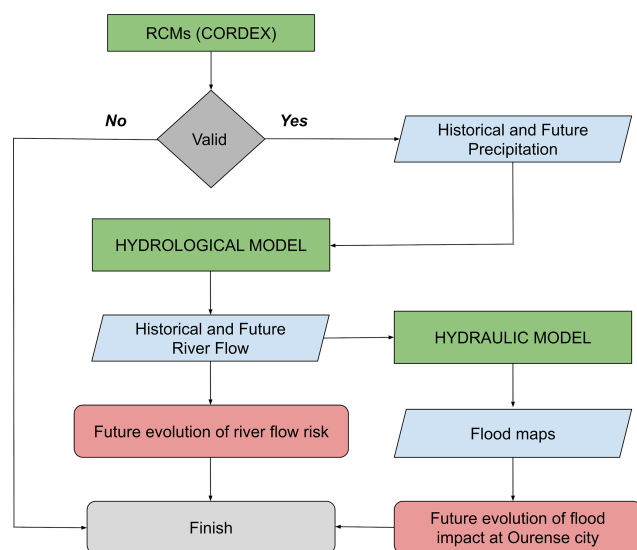 RCMs (CORDEX)
No
Valid
Yes
Historical and Future
Precipitation
HYDROLOGICAL MODEL
Historical and Future
River Flow
HYDRAULIC MODEL
Future evolution of river flow risk
Flood maps
Finish
Future evolution of flood
impact at Ourense city